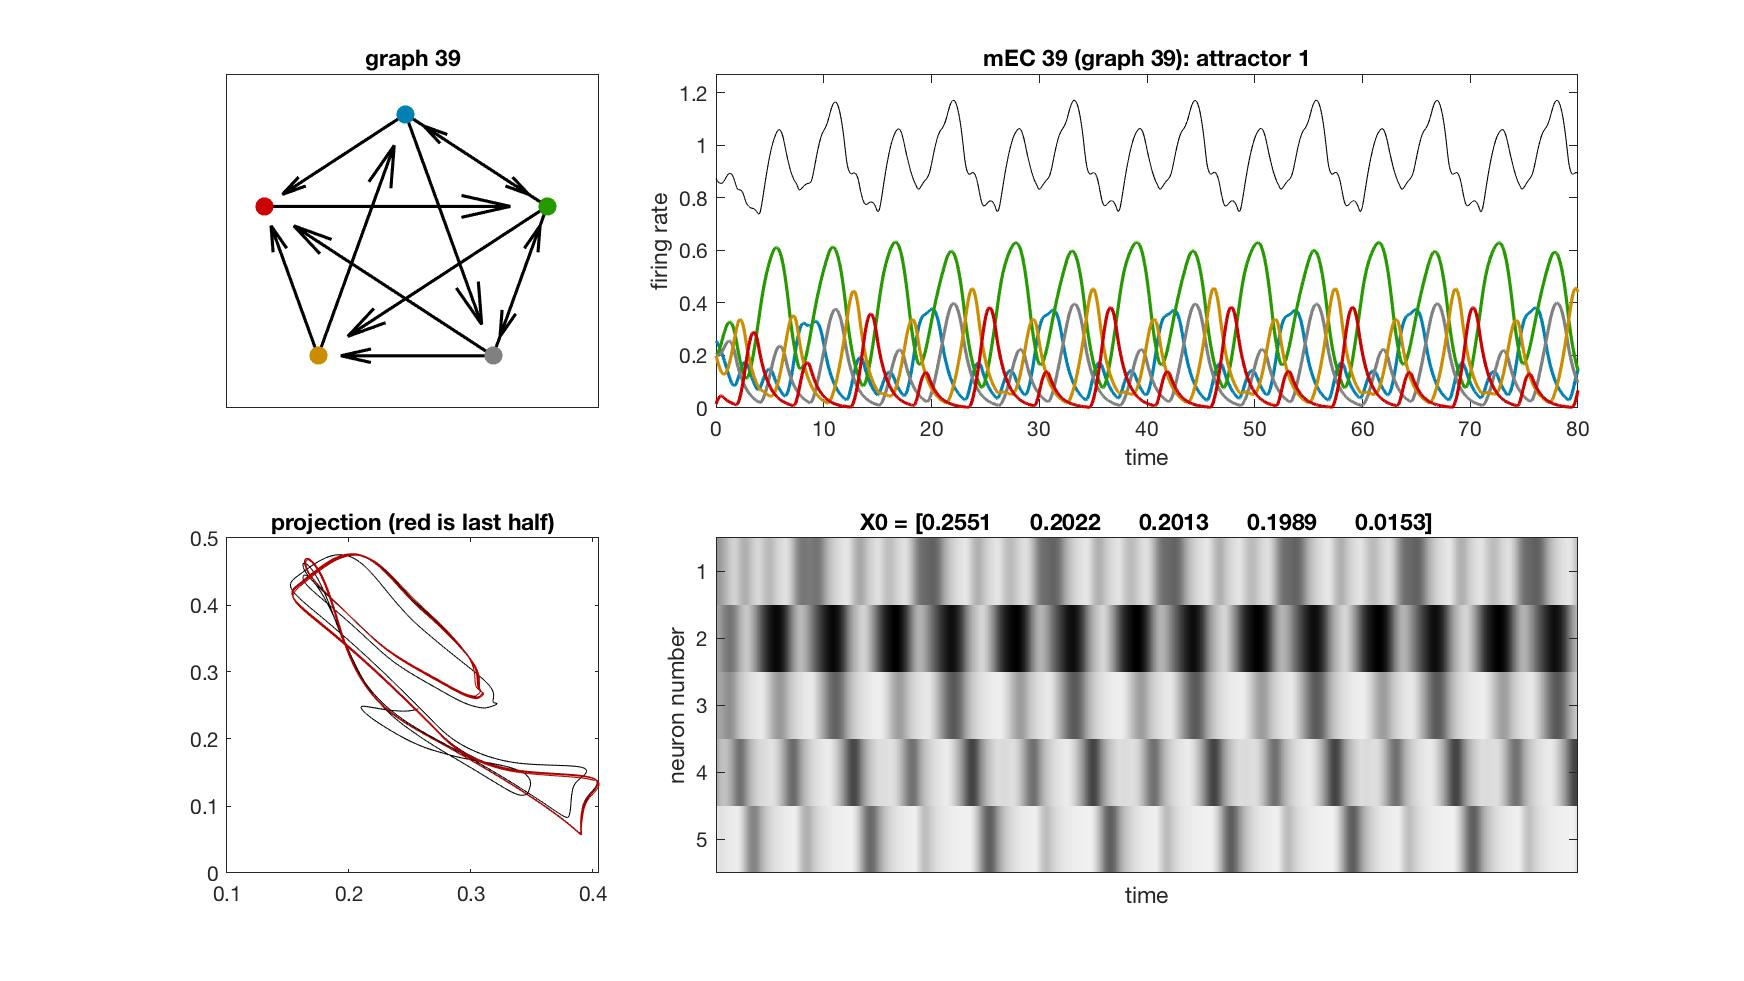 graph 39
mEC 39 (graph 39): attractor 1
1.2
1
0.8
0.6
0.4
0.2
0
firing rate
0 10 20 30 40 50 60 70 80
time
projection (red is last half)
0.5
0.4
0.3
0.2
0.1
0
0.1 0.2 0.3 0.4
X0 = [0.2551 0.2022 0.2013 0.1989 0.0153]
1
2
3
4
5
neuron number
time